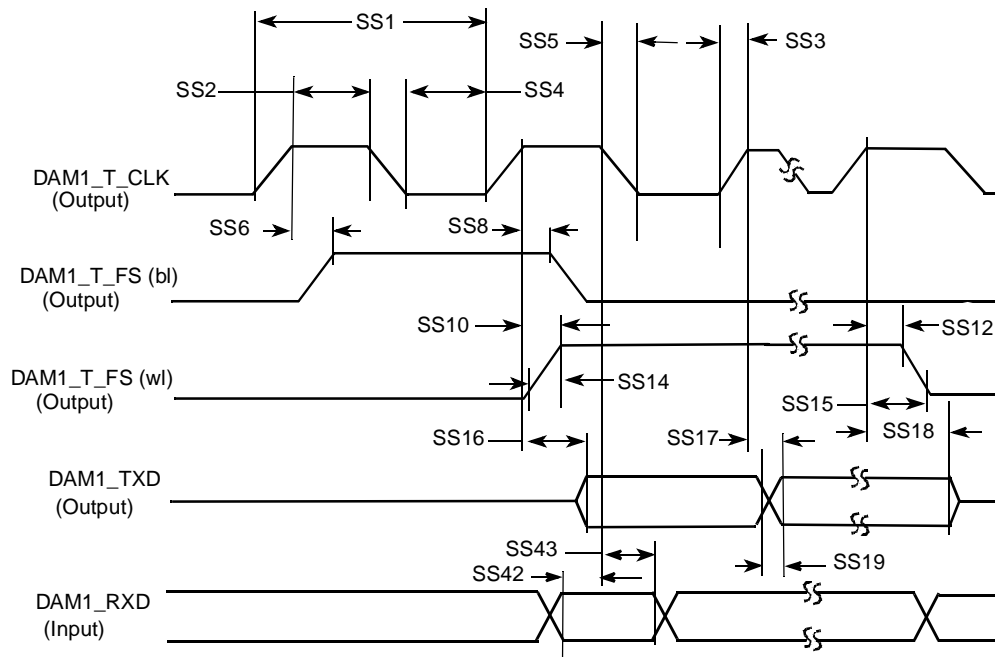 SS1
SS5
SS3
SS2
SS4
DAM1_T_CLK
(Output)
SS6
SS8
DAM1_T_FS (bl)
(Output)
SS10
SS12
DAM1_T_FS (wl)
(Output)
SS14
SS15
SS16
SS17
SS18
DAM1_TXD
(Output)
SS43
SS19
SS42
DAM1_RXD
(Input)